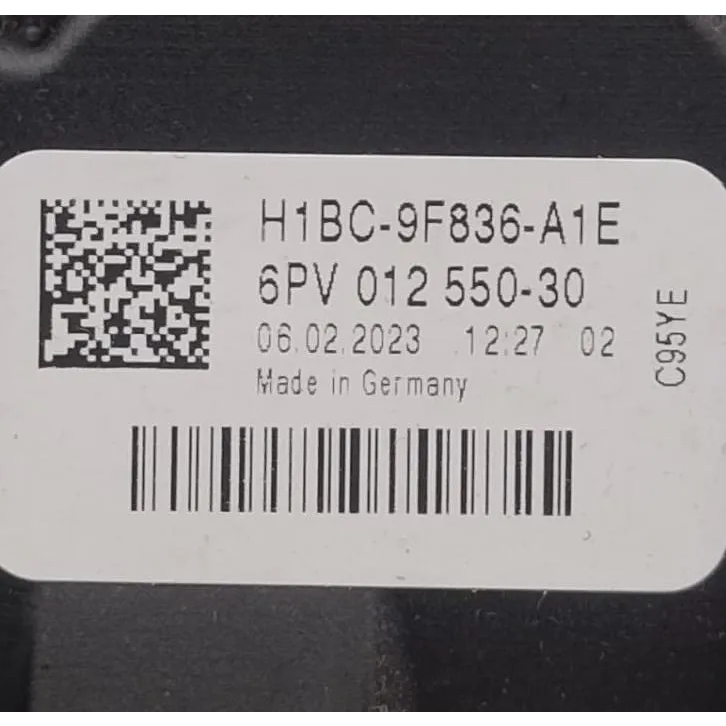 H1BC-9F836-A1E
6PV 012 550-30
06.02.2023 12:27 02
Made in Germany
C95YE